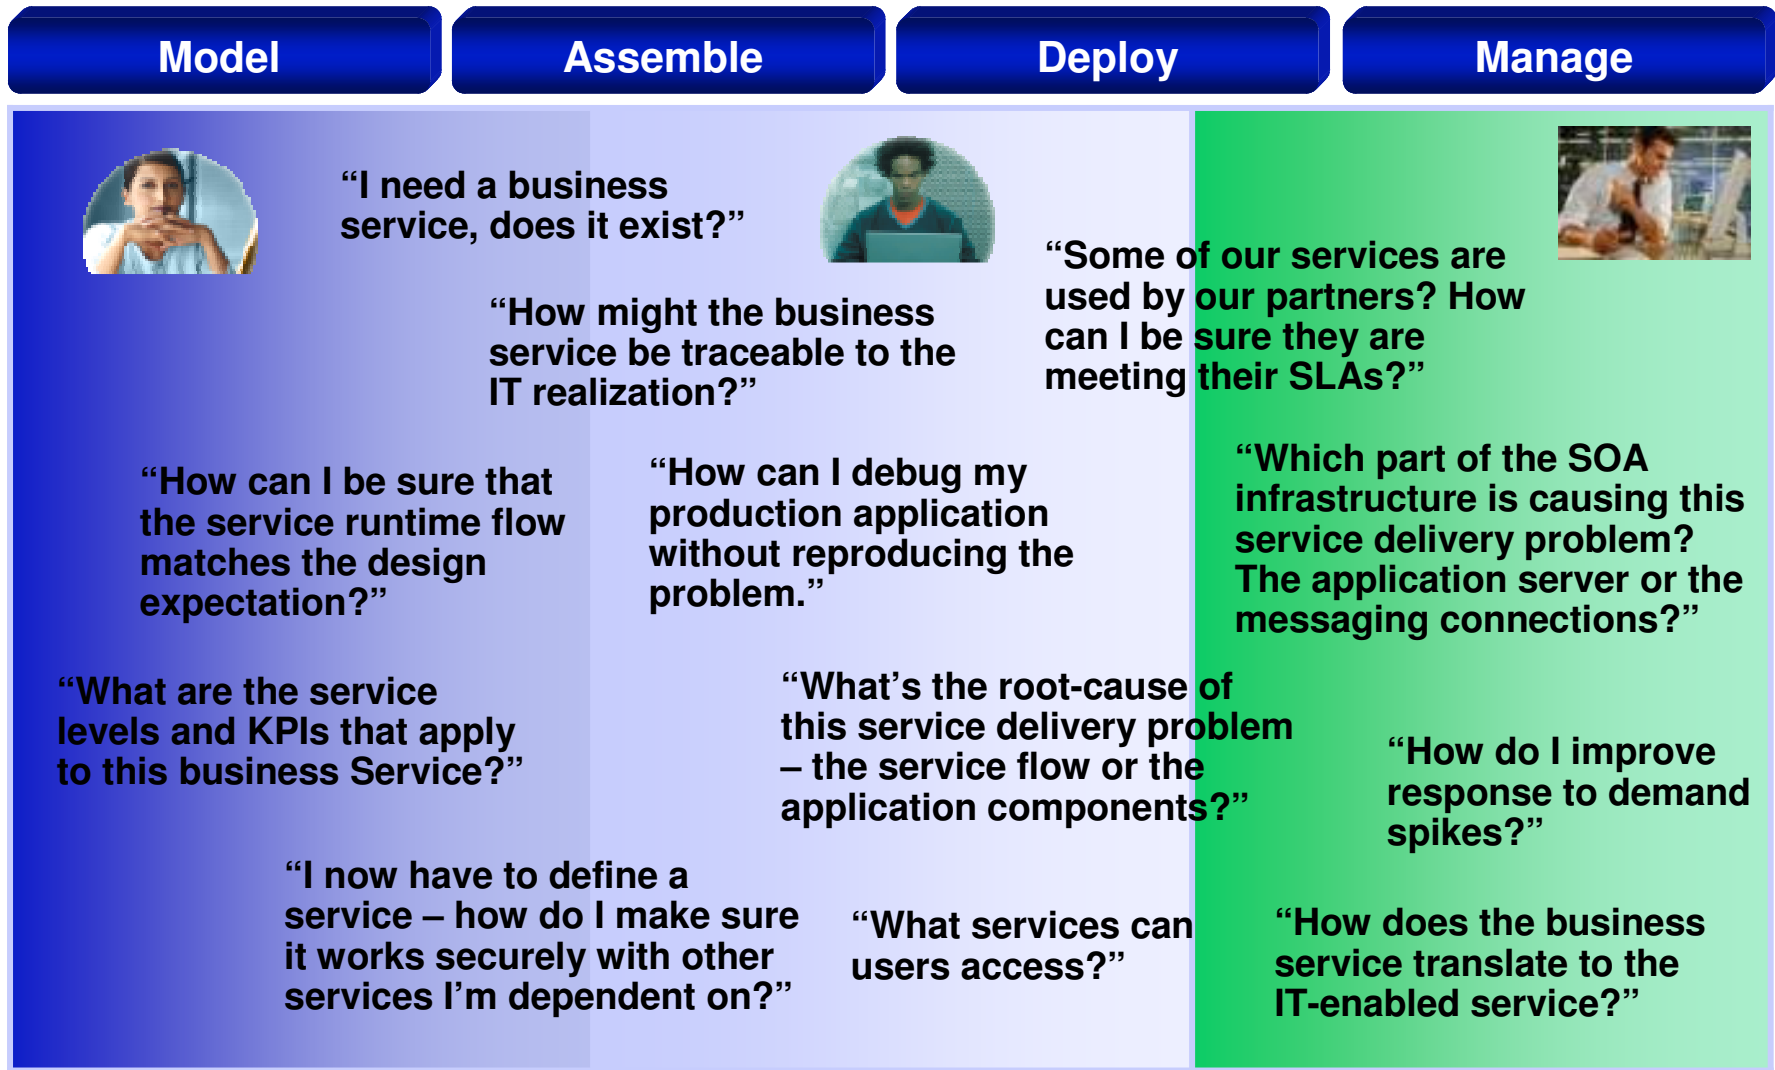 Model
Assemble
Deploy
Manage
“I need a business
service, does it exist?”
“How might the business
service be traceable to the
IT realization?”
“Some of our services are
used by our partners? How
can I be sure they are
meeting their SLAs?”
“How can I be sure that
the service runtime flow
matches the design
expectation?”
“How can I debug my
production application
without reproducing the
problem.”
“Which part of the SOA
infrastructure is causing this
service delivery problem?
The application server or the
messaging connections?”
“What are the service
levels and KPIs that apply
to this business Service?”
“What’s the root-cause of
this service delivery problem
– the service flow or the
application components?”
“How do I improve
response to demand
spikes?”
“I now have to define a
service – how do I make sure
it works securely with other
services I’m dependent on?”
“What services can
users access?”
“How does the business
service translate to the
IT-enabled service?”